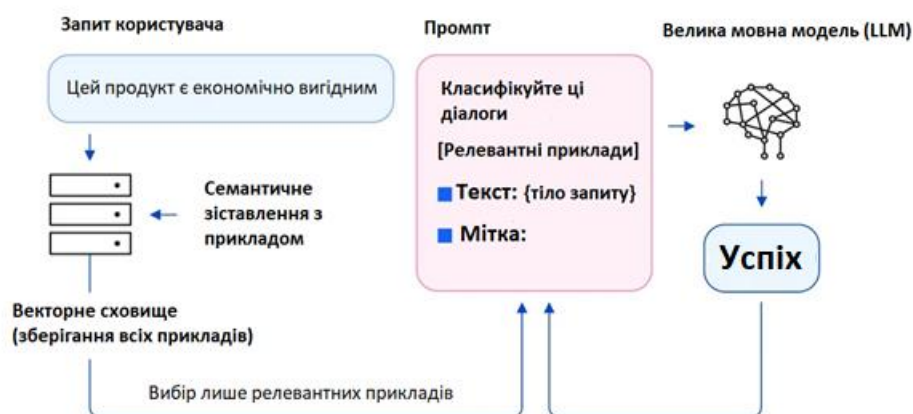 Запит користувача
Цей продукт є економічно вигідним
Семантичне
зіставлення з
прикладом
Векторне сховище
(зберігання всіх прикладів)
Вибір лише релевантних прикладів
Промпт
Класифікуйте ці
діалоги
[Релевантні приклади]
Текст: {тіло запиту}
Мітка:
Велика мовна модель (LLM)
Успіх